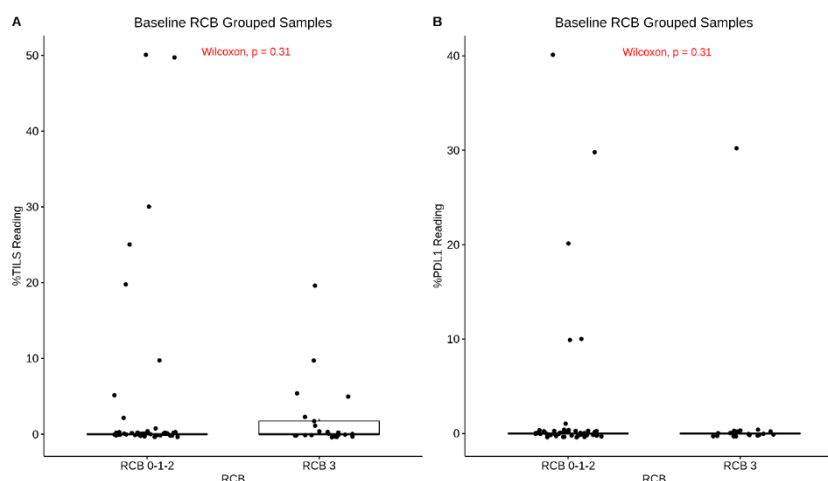 A
Baseline RCB Grouped Samples
Wilcoxon, p = 0.31
50
40
30
20
10
0
%TILS Reading
RCB 0-1-2
RCB 3
RCB
B
Baseline RCB Grouped Samples
Wilcoxon, p = 0.31
40
30
20
10
0
%PDL1 Reading
RCB 0-1-2
RCB 3
RCB